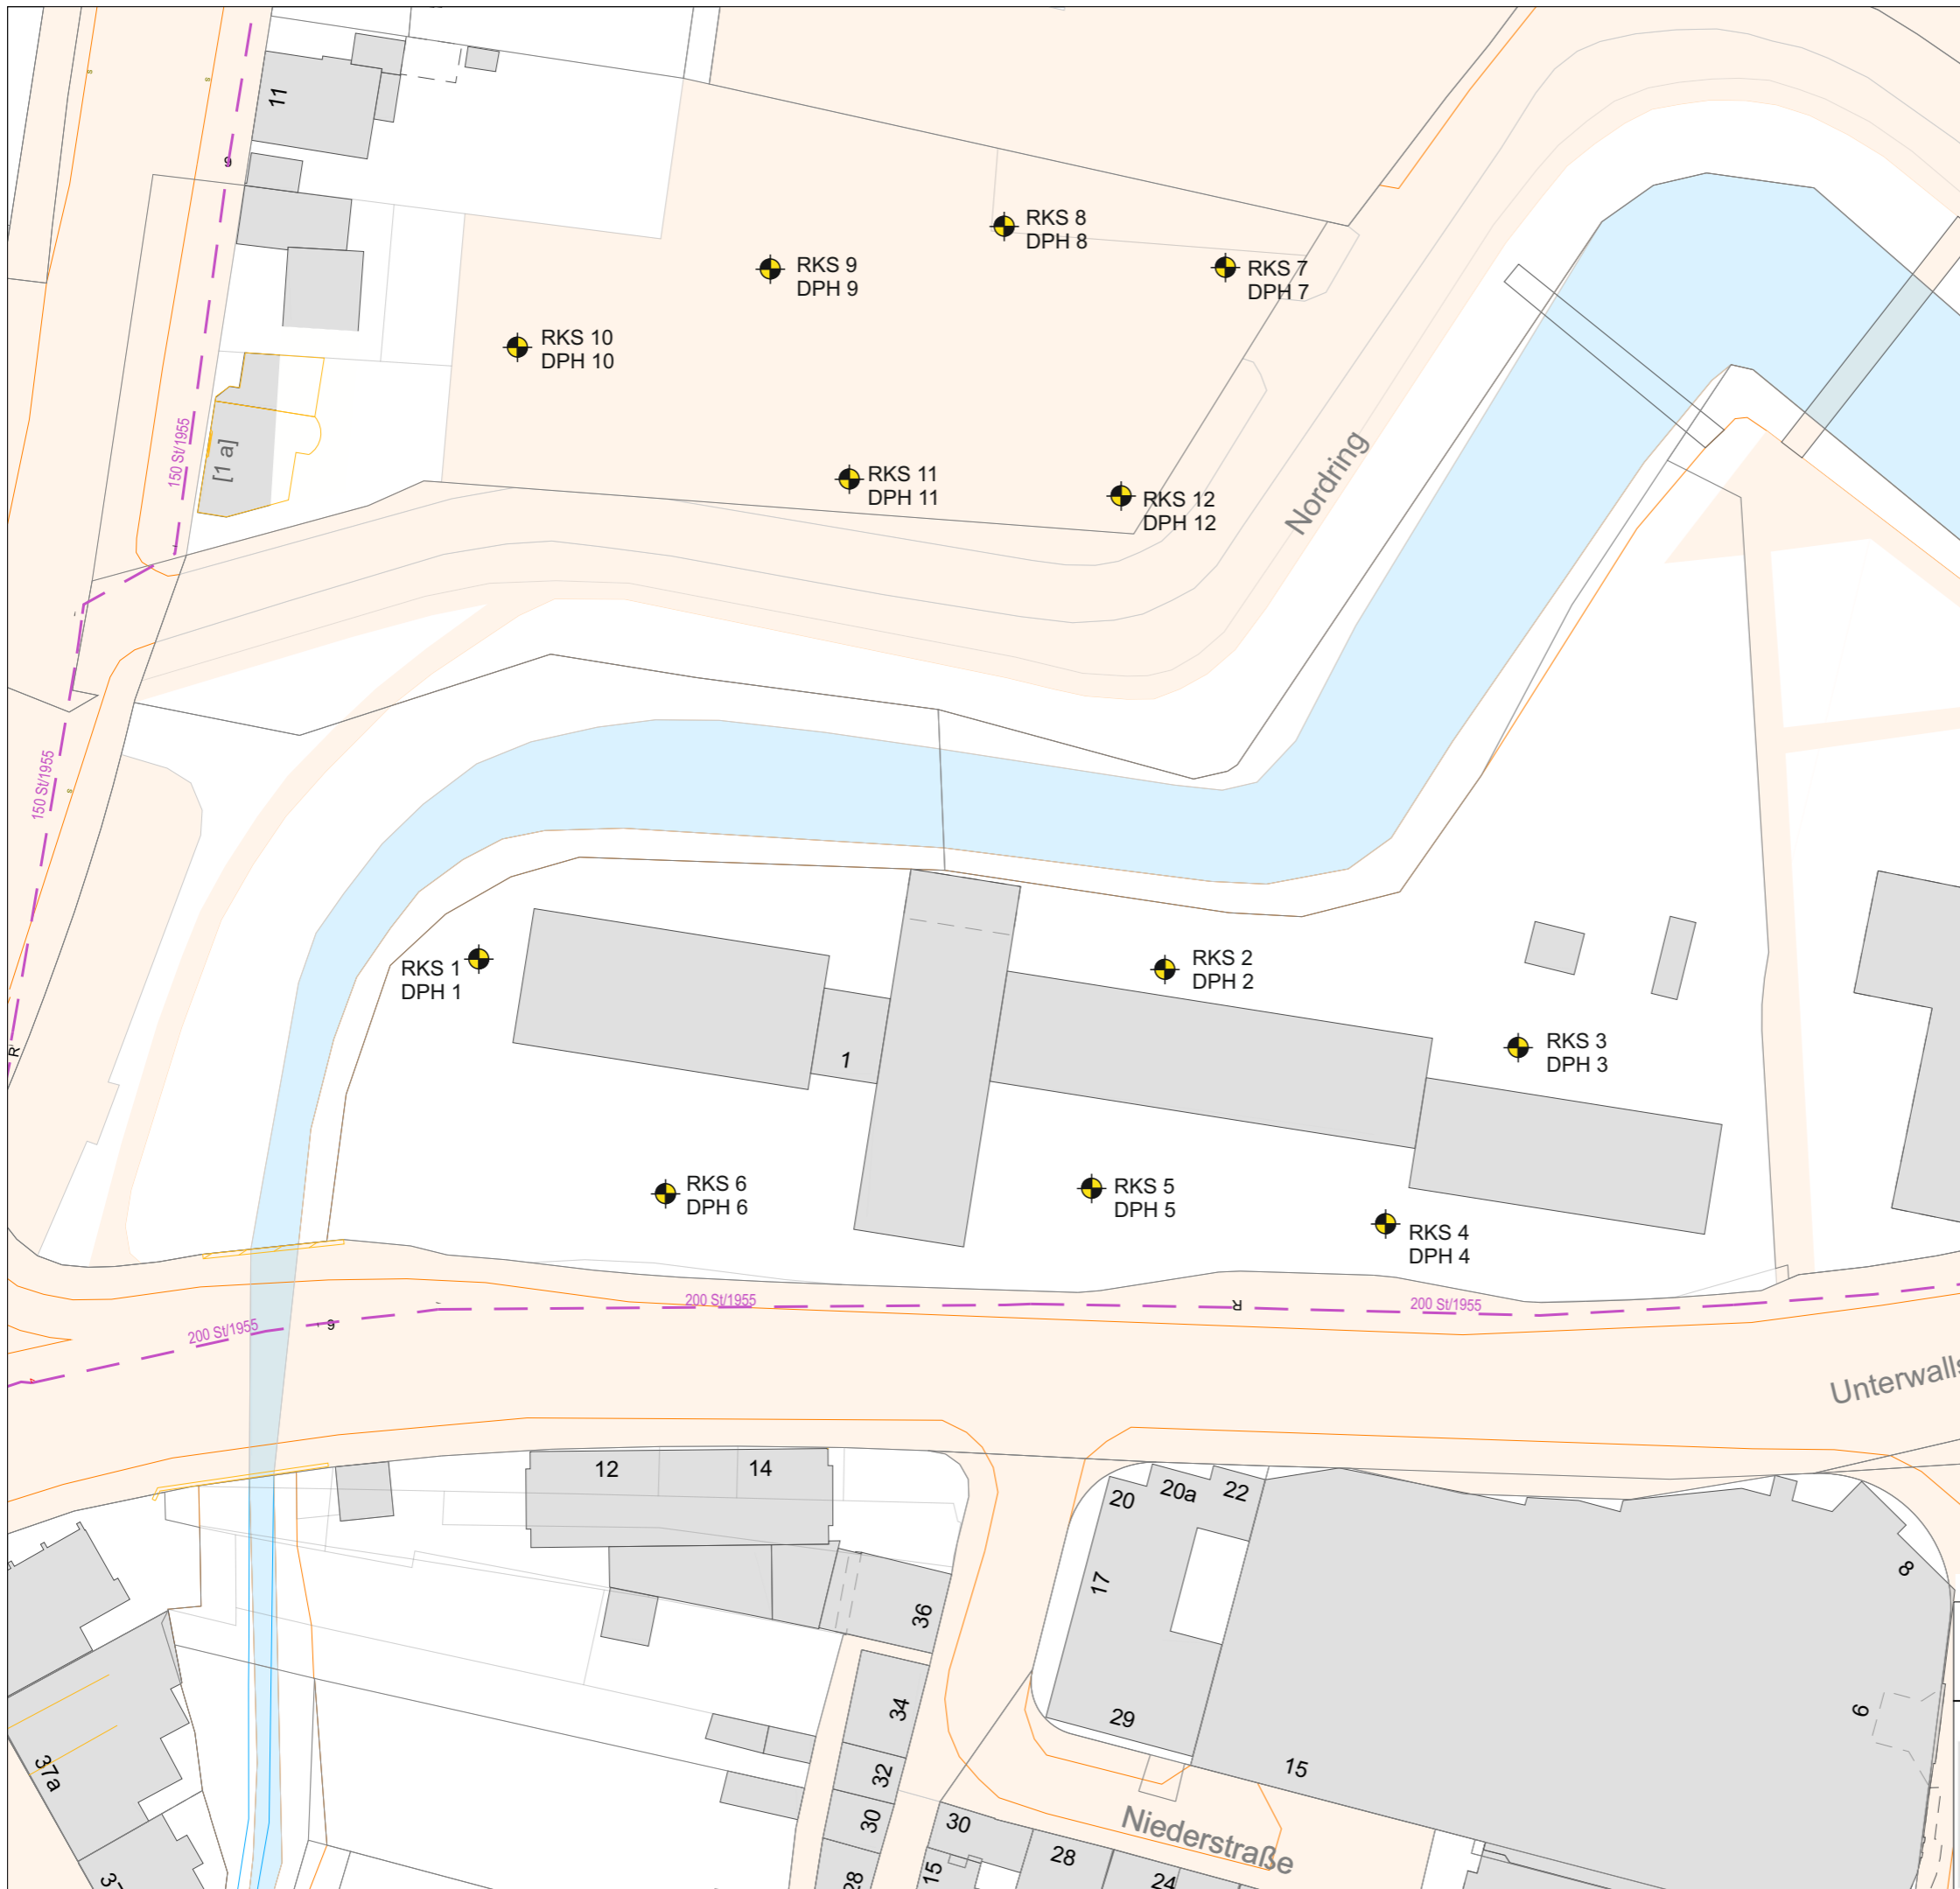 11
9
RKS 8
DPH 8
RKS 9
DPH 9
RKS 7
DPH 7
RKS 10
DPH 10
150 St/1955
[1 a]
RKS 11
DPH 11
RKS 12
DPH 12
Nordring
150 St/1955
RKS 1
DPH 1
RKS 2
DPH 2
RKS 3
DPH 3
R
1
RKS 6
DPH 6
RKS 5
DPH 5
RKS 4
DPH 4
200 St/1955
R
200 St/1955
200 St/1955
9
Unterwalls
12
14
20
20a
22
17
8
36
34
29
6
15
37a
32
30
30
Niederstraße
28
28
15
24